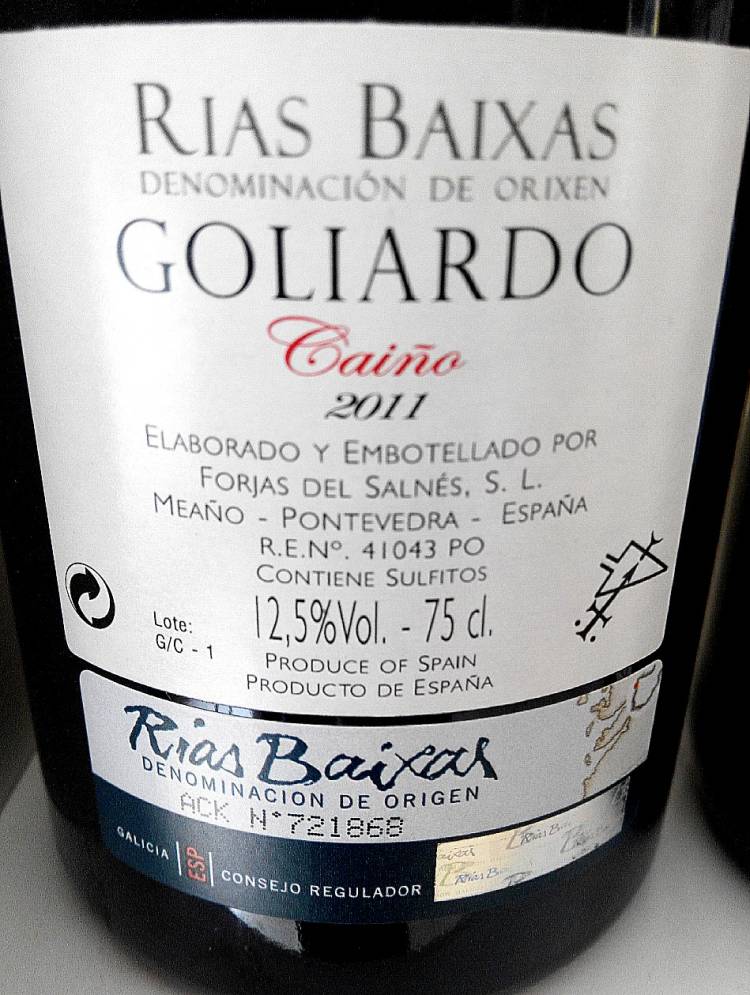 RIAS BAIXAS
DENOMINACIÓN DE ORIXEN
GOLIARDO
Caiño
2011
ELABORADO Y EMBOTELLADO POR
FORJAS DEL SALNÉS, S. L.
MEAÑO - PONTEVEDRA - ESPAÑA
R.E.Nº. 41043 PO
CONTIENE SULFITOS
Lote:
G/C - 1
12,5%Vol. - 75 cl.
PRODUCE OF SPAIN
PRODUCTO DE ESPAÑA
Rias Baixas
DENOMINACION DE ORIGEN
ACK N°721868
GALICIA ESP CONSEJO REGULADOR
Rias B